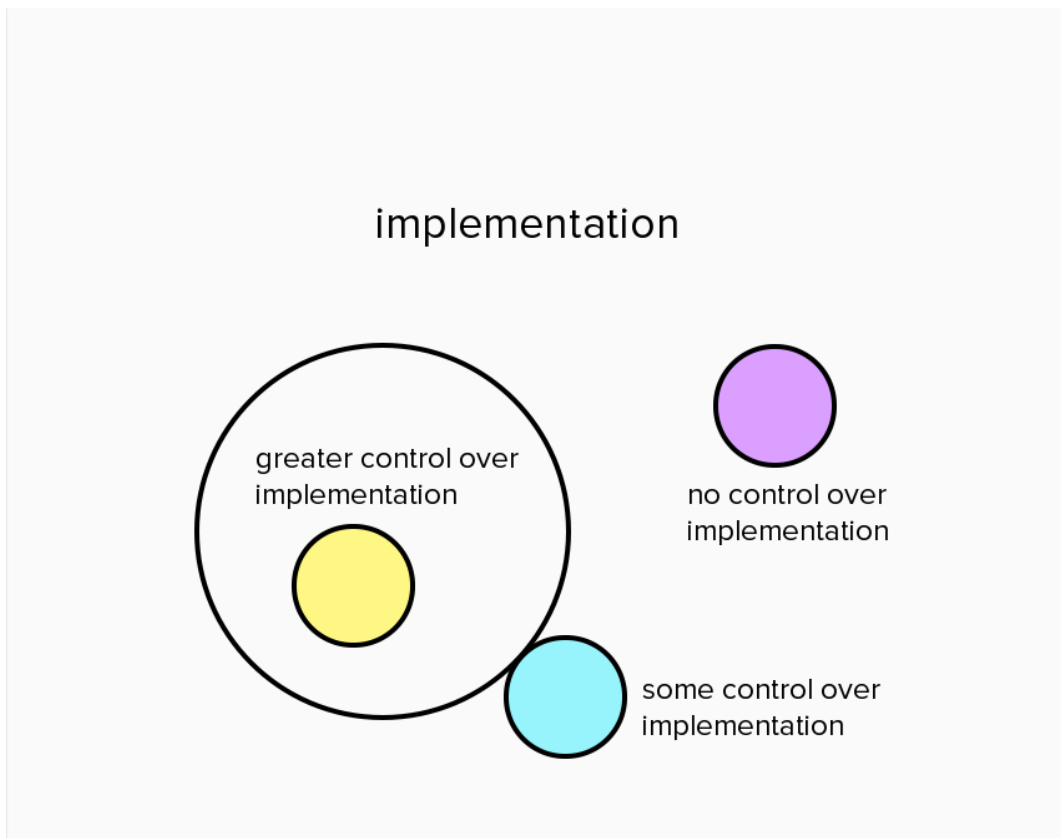 implementation
greater control over
implementation
no control over
implementation
some control over
implementation